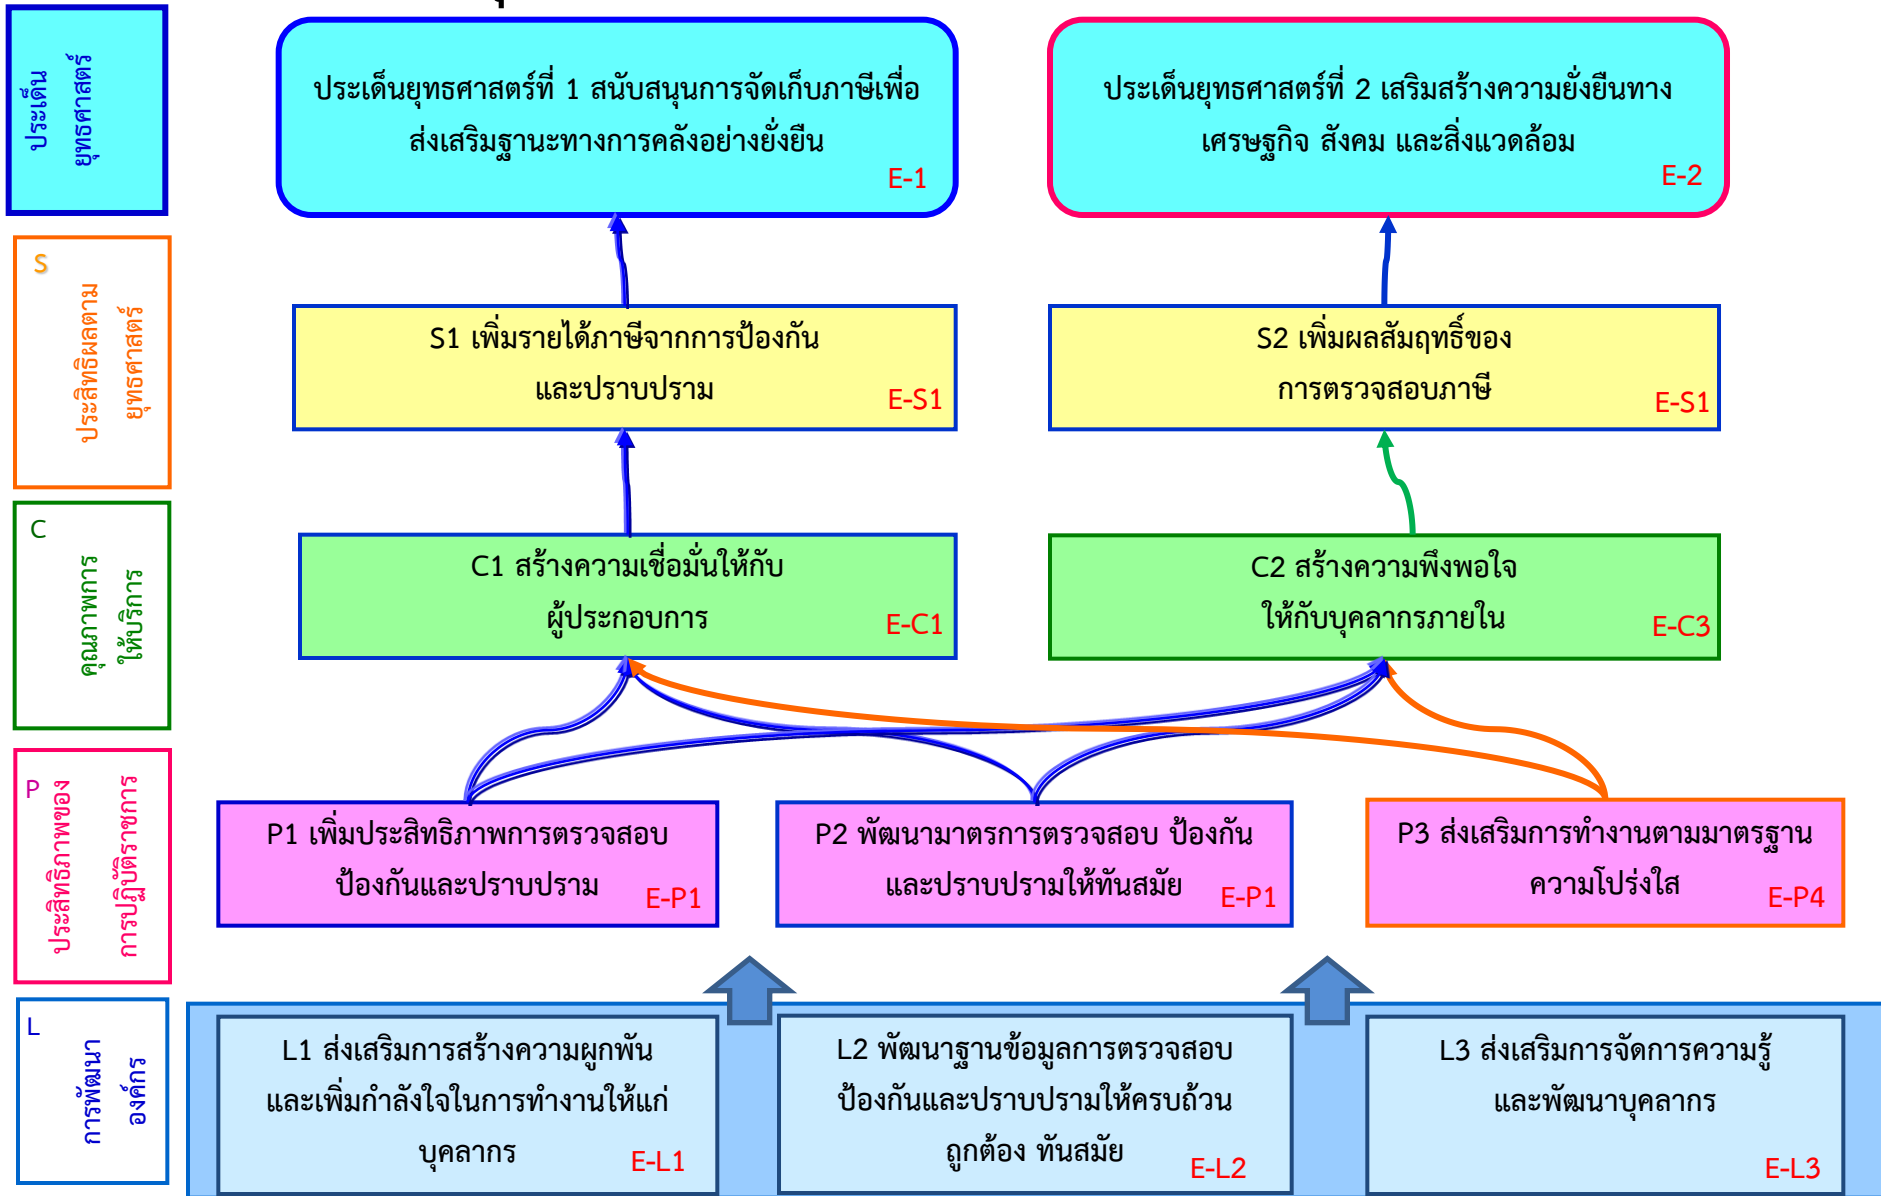 ประเด็น
ยุทธศาสตร์
ประเด็นยุทธศาสตร์ที่ 1 สนับสนุนการจัดเก็บภาษีเพื่อ
ส่งเสริมฐานะทางการคลังอย่างยั่งยืน
E-1
ประเด็นยุทธศาสตร์ที่ 2 เสริมสร้างความยั่งยืนทาง
เศรษฐกิจ สังคม และสิ่งแวดล้อม
E-2
S
ประสิทธิผลตาม
ยุทธศาสตร์
S1 เพิ่มรายได้ภาษีจากการป้องกัน
และปราบปราม
E-S1
S2 เพิ่มผลสัมฤทธิ์ของ
การตรวจสอบภาษี
E-S1
C
คุณภาพการ
ให้บริการ
C1 สร้างความเชื่อมั่นให้กับ
ผู้ประกอบการ
E-C1
C2 สร้างความพึงพอใจ
ให้กับบุคลากรภายใน
E-C3
P
ประสิทธิภาพของ
การปฏิบัติราชการ
P1 เพิ่มประสิทธิภาพการตรวจสอบ
ป้องกันและปราบปราม
E-P1
P2 พัฒนามาตรการตรวจสอบ ป้องกัน
และปราบปรามให้ทันสมัย
E-P1
P3 ส่งเสริมการทำงานตามมาตรฐาน
ความโปร่งใส
E-P4
L
การพัฒนา
องค์กร
L1 ส่งเสริมการสร้างความผูกพัน
และเพิ่มกำลังใจในการทำงานให้แก่
บุคลากร
E-L1
L2 พัฒนาฐานข้อมูลการตรวจสอบ
ป้องกันและปราบปรามให้ครบถ้วน
ถูกต้อง ทันสมัย
E-L2
L3 ส่งเสริมการจัดการความรู้
และพัฒนาบุคลากร
E-L3